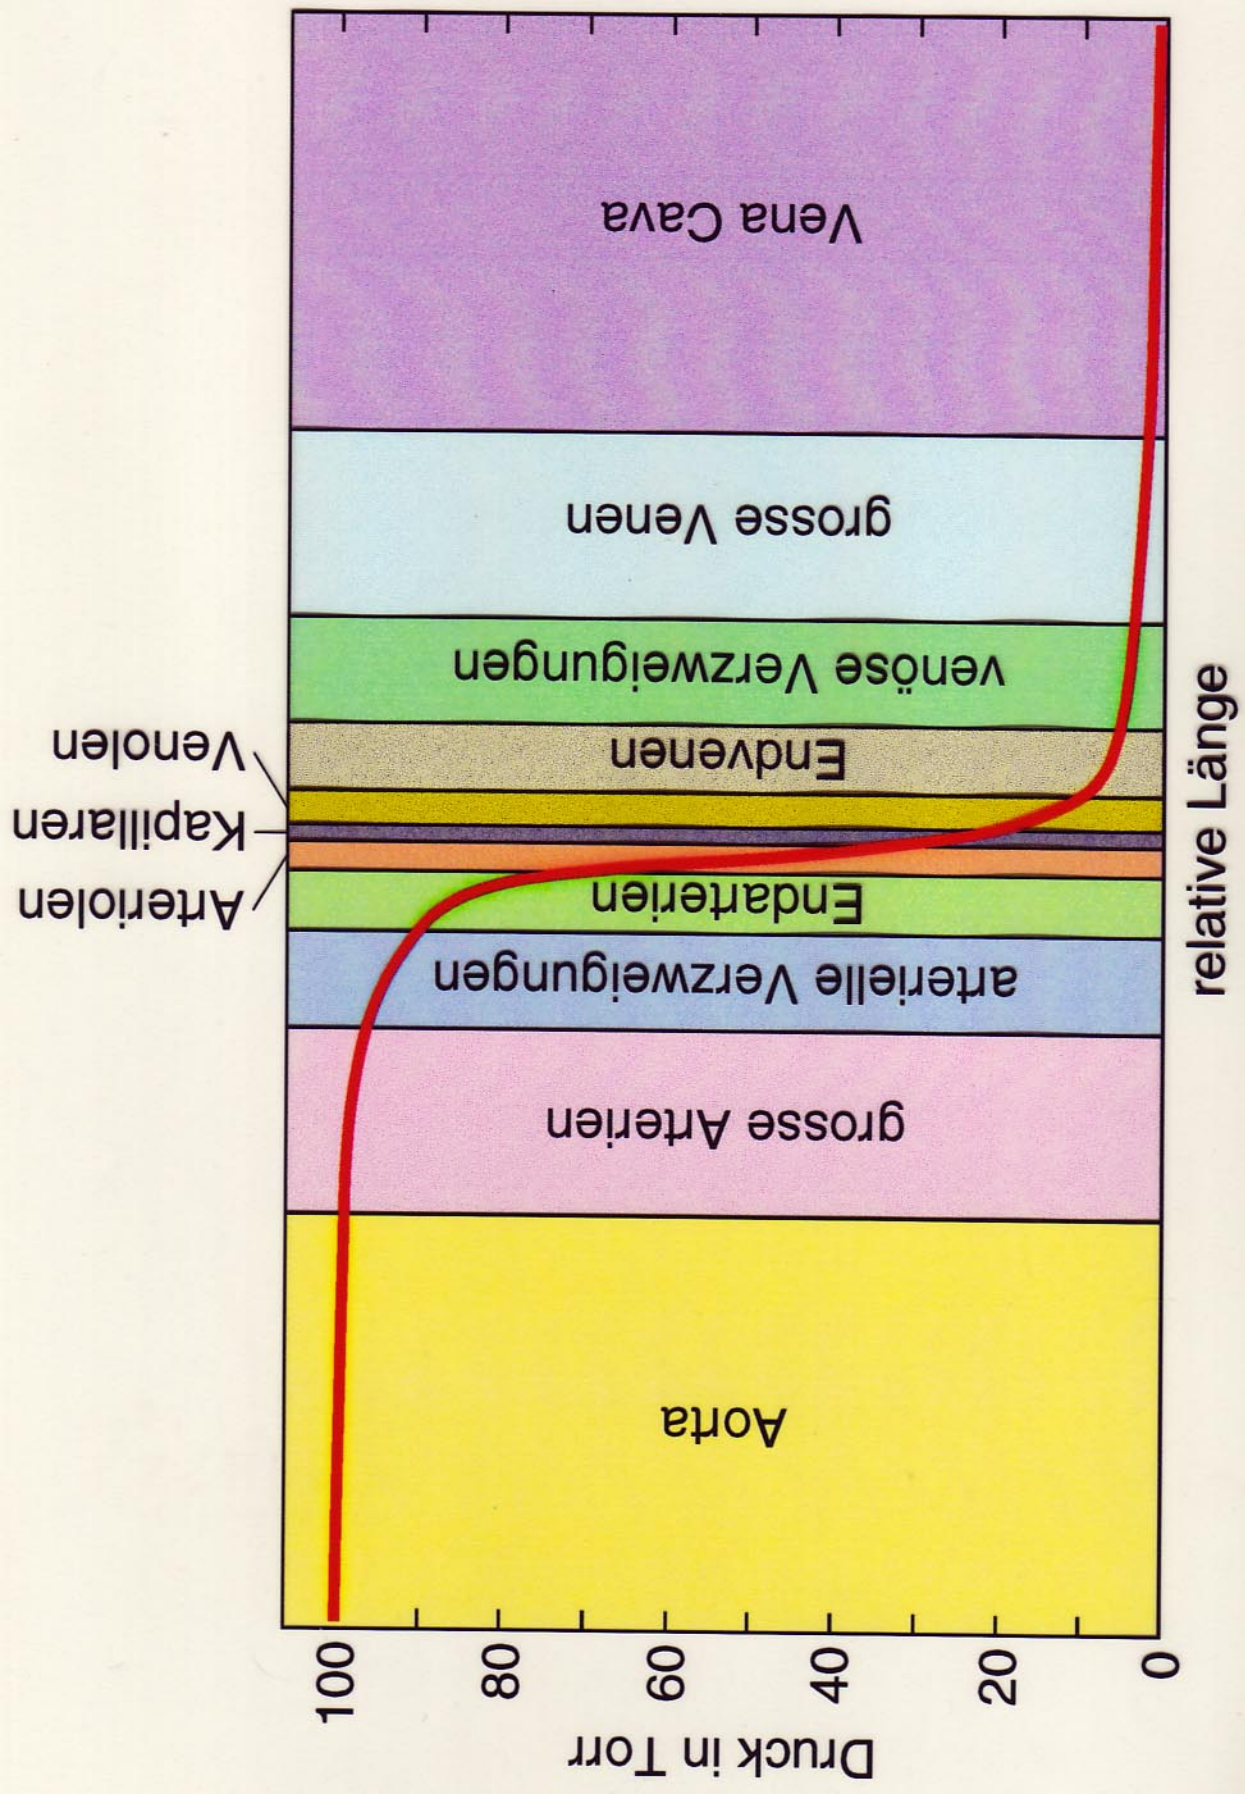 Druck in Torr
100
80
60
40
20
0
Aorta
grosse Arterien
arterielle Verzweigungen
Endarterien
Arteriolen
Kapillaren
Venolen
Endvenen
venöse Verzweigungen
grosse Venen
Vena Cava
relative Länge